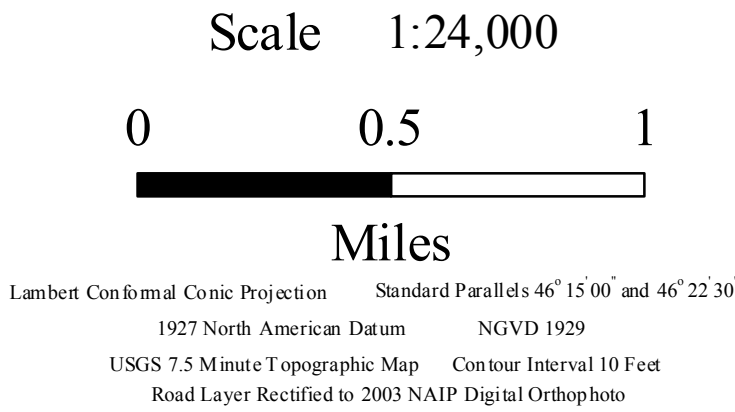 Scale 1:24,000
0 0.5 1
Miles
Lambert Conformal Conic Projection Standard Parallels 46° 15'00" and 46° 22'30"
1927 North American Datum NGVD 1929
USGS 7.5 Minute Topographic Map Contour Interval 10 Feet
Road Layer Rectified to 2003 NAIP Digital Orthophoto